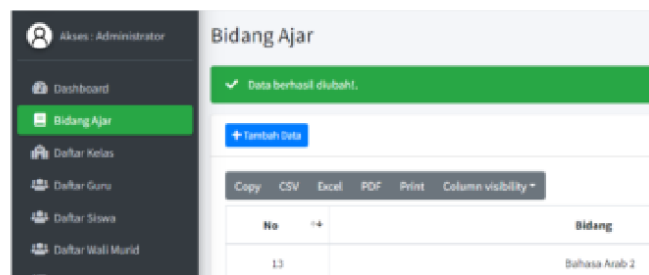 Akses : Administrator
Dashboard
Bidang Ajar
Daftar Kelas
Daftar Guru
Daftar Siswa
Daftar Wali Murid
Bidang Ajar
Data berhasil diubah!.
+ Tambah Data
Copy CSV Excel PDF Print Column visibility
No Bidang
13 Bahasa Arab 2